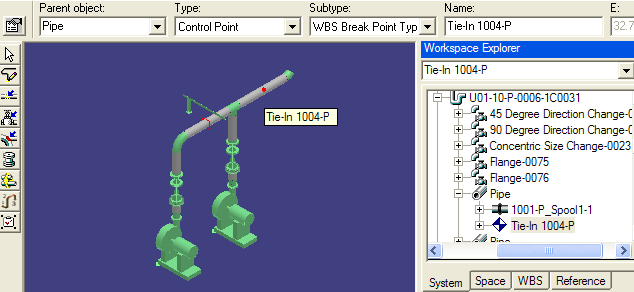 Parent object: Type: Subtype: Name: E:
Pipe Control Point WBS Break Point Typ Tie-In 1004-P 32.7
Workspace Explorer
Tie-In 1004-P
U01-10-P-0006-1C0031
45 Degree Direction Change-0
90 Degree Direction Change-0
Concentric Size Change-0023
Flange-0075
Flange-0076
Pipe
1001-P_Spool1-1
Tie-In 1004-P
Pipe
Tie-In 1004-P
System Space WBS Reference